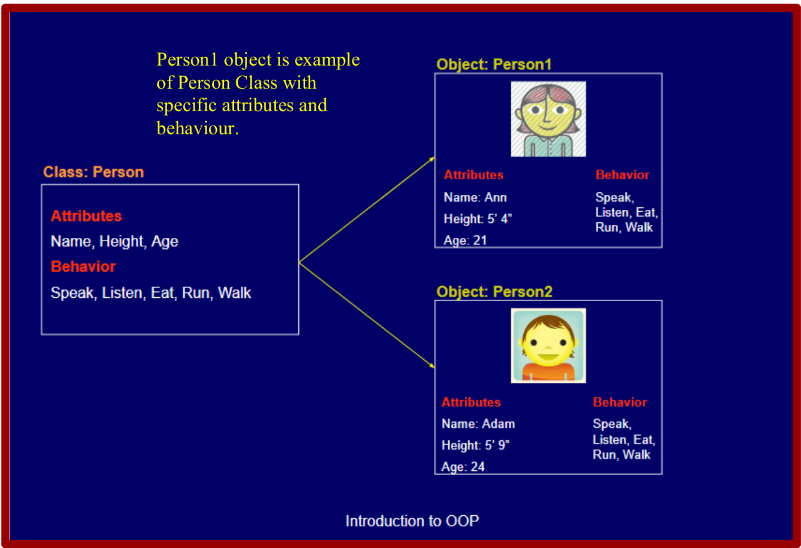 Person1 object is example
of Person Class with
specific attributes and
behaviour.
Class: Person
Attributes
Name, Height, Age
Behavior
Speak, Listen, Eat, Run, Walk
Object: Person1
Attributes
Name: Ann
Height: 5' 4”
Age: 21
Behavior
Speak,
Listen, Eat,
Run, Walk
Object: Person2
Attributes
Name: Adam
Height: 5' 9”
Age: 24
Behavior
Speak,
Listen, Eat,
Run, Walk
Introduction to OOP